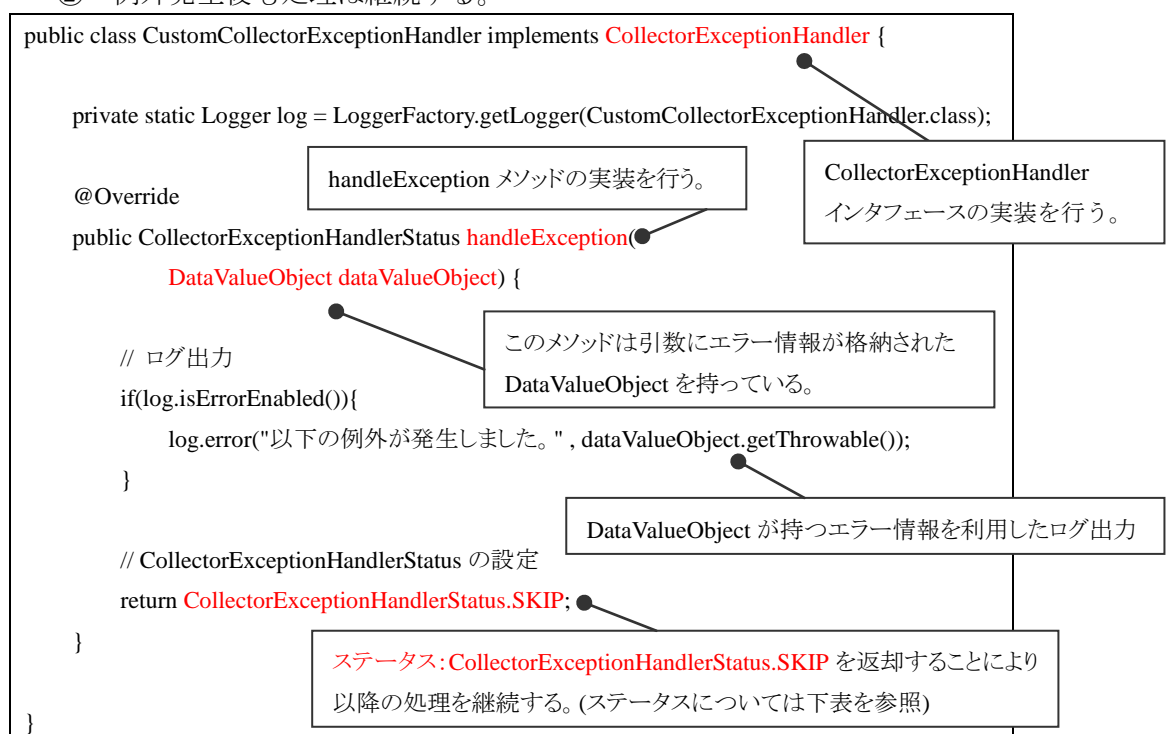 例外発生後も処理は継続する。
public class CustomCollectorExceptionHandler implements CollectorExceptionHandler {
private static Logger log = LoggerFactory.getLogger(CustomCollectorExceptionHandler.class);
handleException メソッドの実装を行う。
CollectorExceptionHandler
インタフェースの実装を行う。
@Override
public CollectorExceptionHandlerStatus handleException(
DataValueObject dataValueObject) {
このメソッドは引数にエラー情報が格納された
DataValueObject を持っている。
// ログ出力
if(log.isErrorEnabled()){
log.error("以下の例外が発生しました。" , dataValueObject.getThrowable());
}
DataValueObject が持つエラー情報を利用したログ出力
// CollectorExceptionHandlerStatus の設定
return CollectorExceptionHandlerStatus.SKIP;
}
ステータス：CollectorExceptionHandlerStatus.SKIP を返却することにより
以降の処理を継続する。(ステータスについては下表を参照)
}